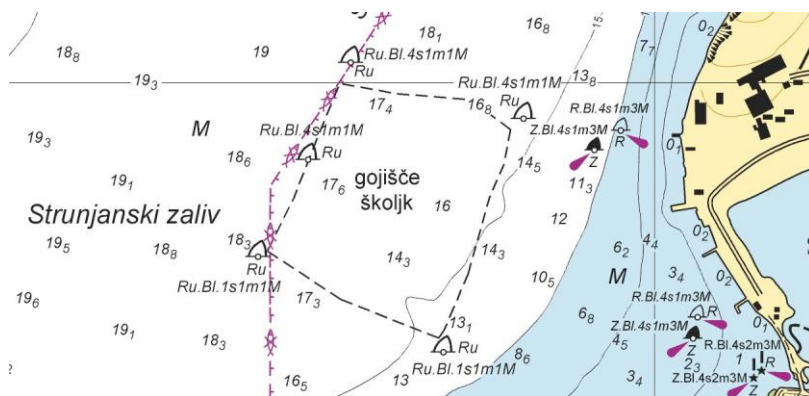 18₁
16₈
15
0₂
7₇
0₂
18₈
19
Ru.Bl.4s1m1M
Ru
19₃
13₈
Ru.Bl.4s1m1M
17₄
16₈
Ru
R.Bl.4s1m3M
Z.Bl.4s1m3M
R
M
19₃
Ru.Bl.4s1m1M
Ru
Z
0₁
18₆
14₅
17₆
gojišče
školjk
11₃
19₁
16
12
Strunjanski zaliv
0₂
19₅
18₈
18₃
Ru
14₃
14₃
6₂
4₄
10₅
M
3₄
0₂
Ru.Bl.1s1m1M
19₆
17₃
R.Bl.4s1m3M
R
6₈
13₁
0₁
19₁
18₃
Z.Bl.4s1m3M
Ru
4₅
Z
R.Bl.4s2m3M
8₆
2₃
1
R
2
Ru.Bl.1s1m1M
16₅
13
3₄
Z.Bl.4s2m3M
Z